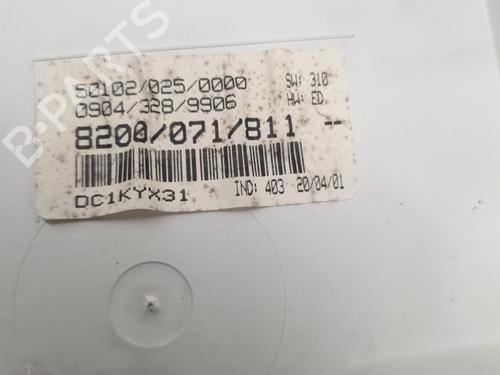 B-PARTS
50102/025/0000 SW: 310
0904/328/9906 HW: ED
8200/071/811 --
DC1KYX31 IND: 403 20/04/01